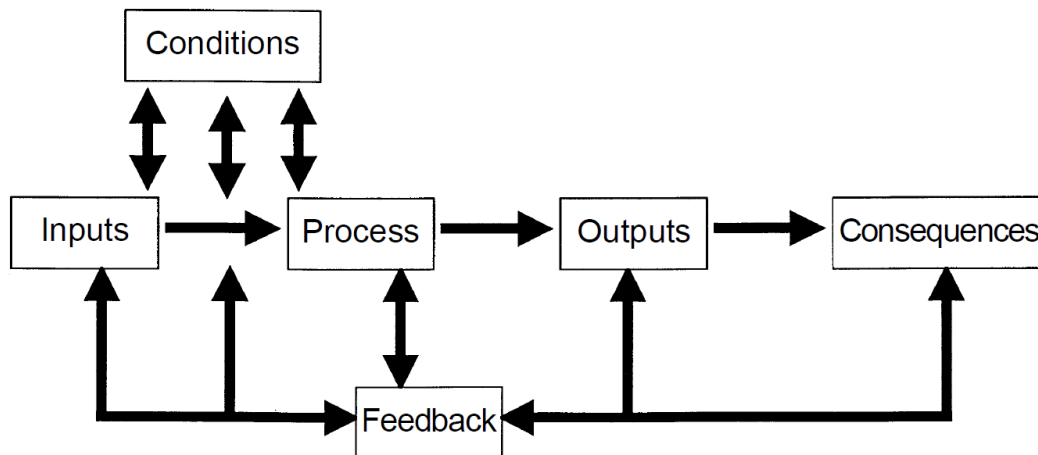 Conditions
Inputs
Process
Outputs
Consequences
Feedback